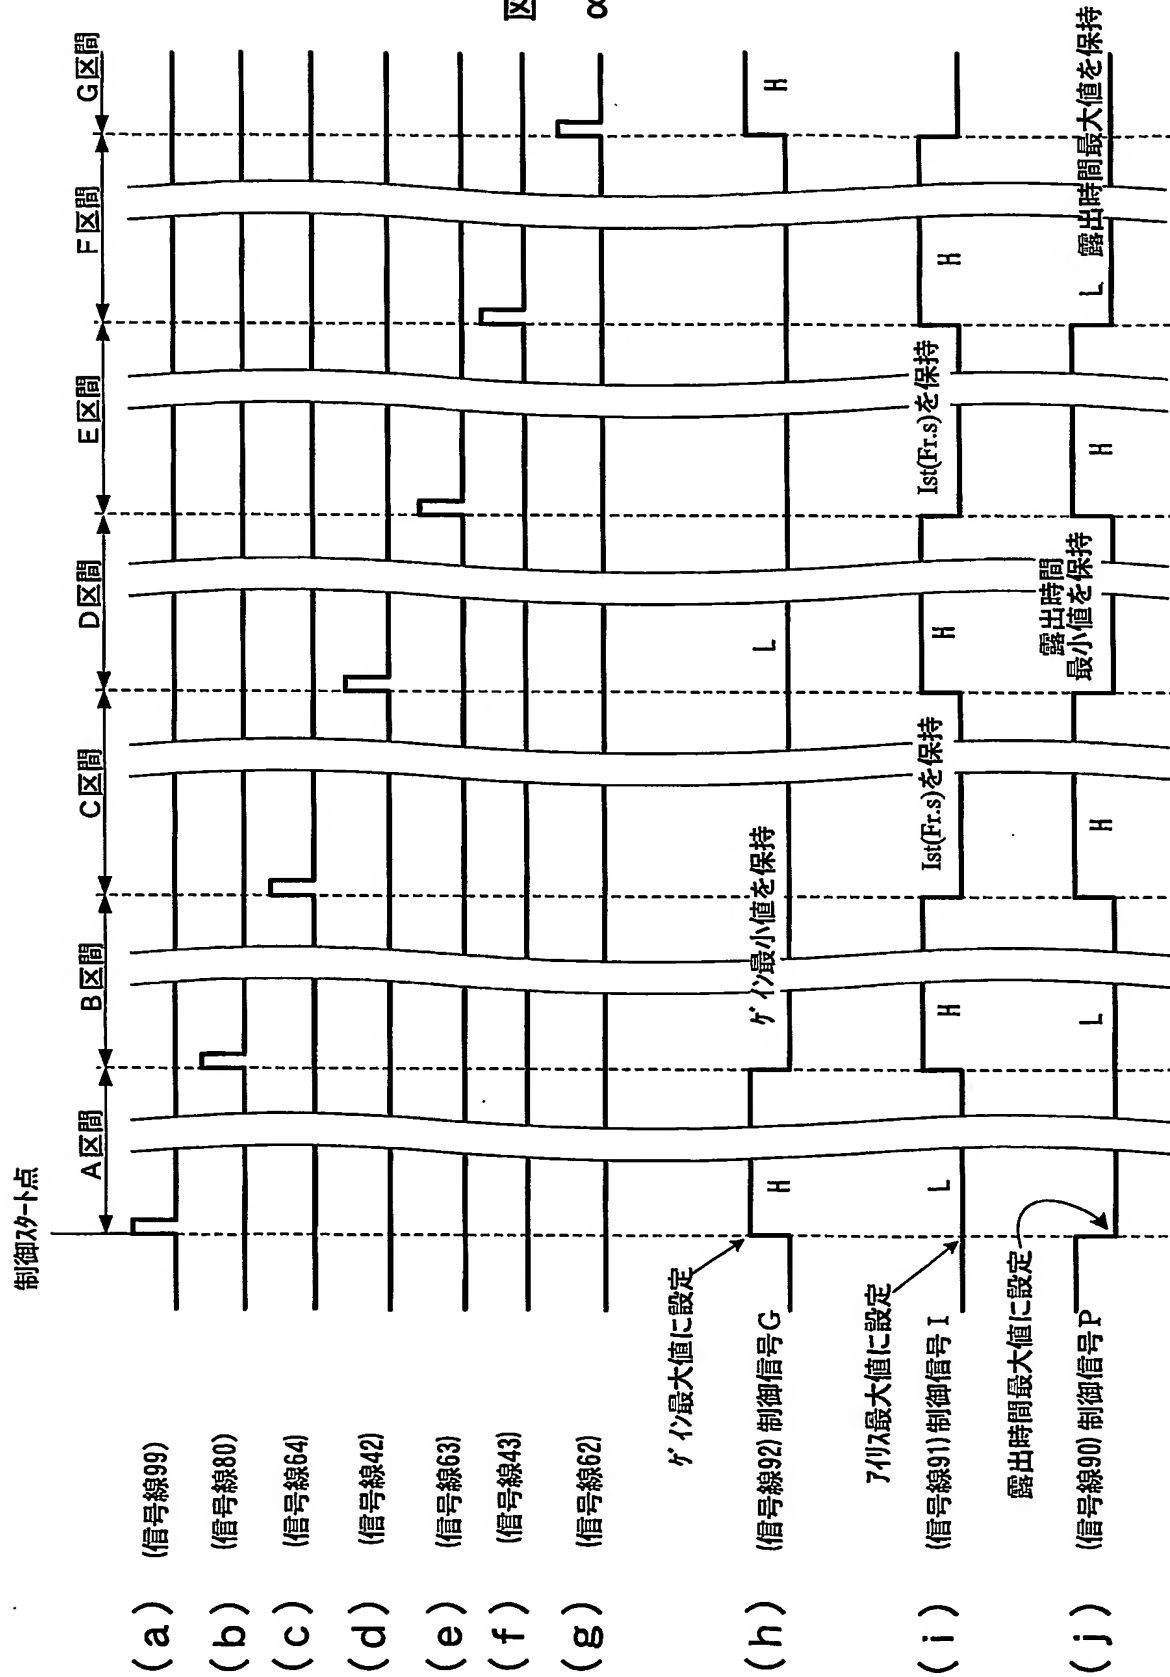 制御スタート点
A区間
B区間
C区間
D区間
E区間
F区間
G区間
(a)
(信号線99)
(b)
(信号線80)
(c)
(信号線64)
(d)
(信号線42)
(e)
(信号線63)
(f)
(信号線43)
(g)
(信号線62)
図
8
ゲイン最大値に設定
(h)
(信号線92) 制御信号G
H
ゲイン最小値を保持
L
H
アイリス最大値に設定
(i)
(信号線91)制御信号 I
L
H
Ist(Fr.s)を保持
H
Ist(Fr.s)を保持
H
露出時間最大値に設定
(j)
(信号線90) 制御信号P
L
H
露出時間
最小値を保持
H
L 露出時間最大値を保持